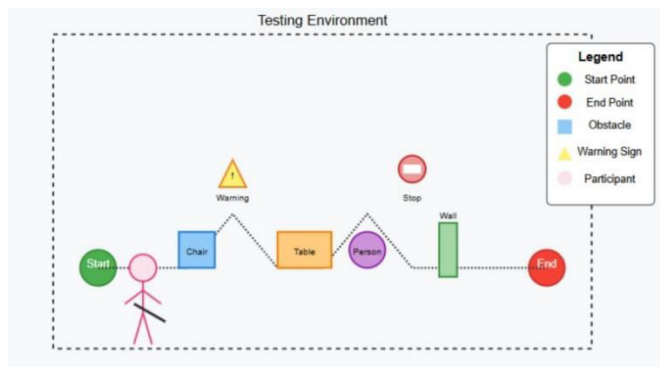 Testing Environment
Legend
Start Point
End Point
Obstacle
Warning Sign
Participant
!
Warning
Stop
Wall
Chair
Table
Person
Start
End